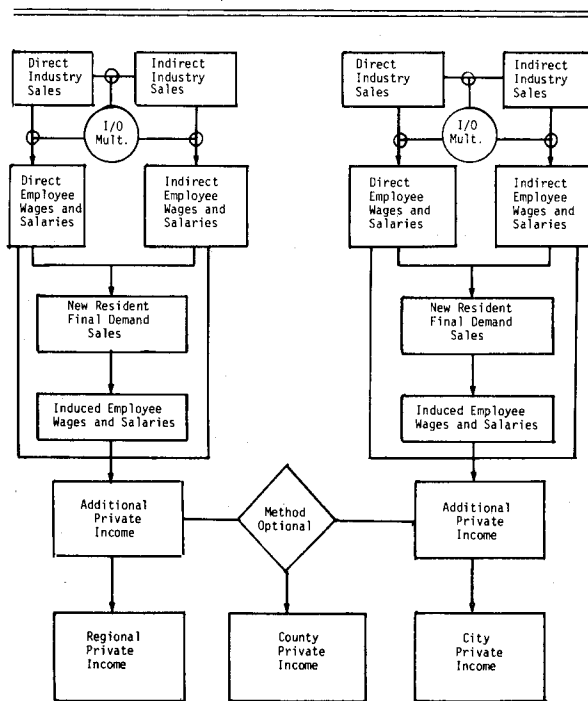 Direct
Industry
Sales
Indirect
Industry
Sales
I/O
Mult.
Direct
Employee
Wages and
Salaries
Indirect
Employee
Wages and
Salaries
New Resident
Final Demand
Sales
Induced Employee
Wages and Salaries
Additional
Private
Income
Regional
Private
Income
Direct
Industry
Sales
Indirect
Industry
Sales
I/O
Mult.
Direct
Employee
Wages and
Salaries
Indirect
Employee
Wages and
Salaries
New Resident
Final Demand
Sales
Induced Employee
Wages and Salaries
Additional
Private
Income
City
Private
Income
Method
Optional
County
Private
Income